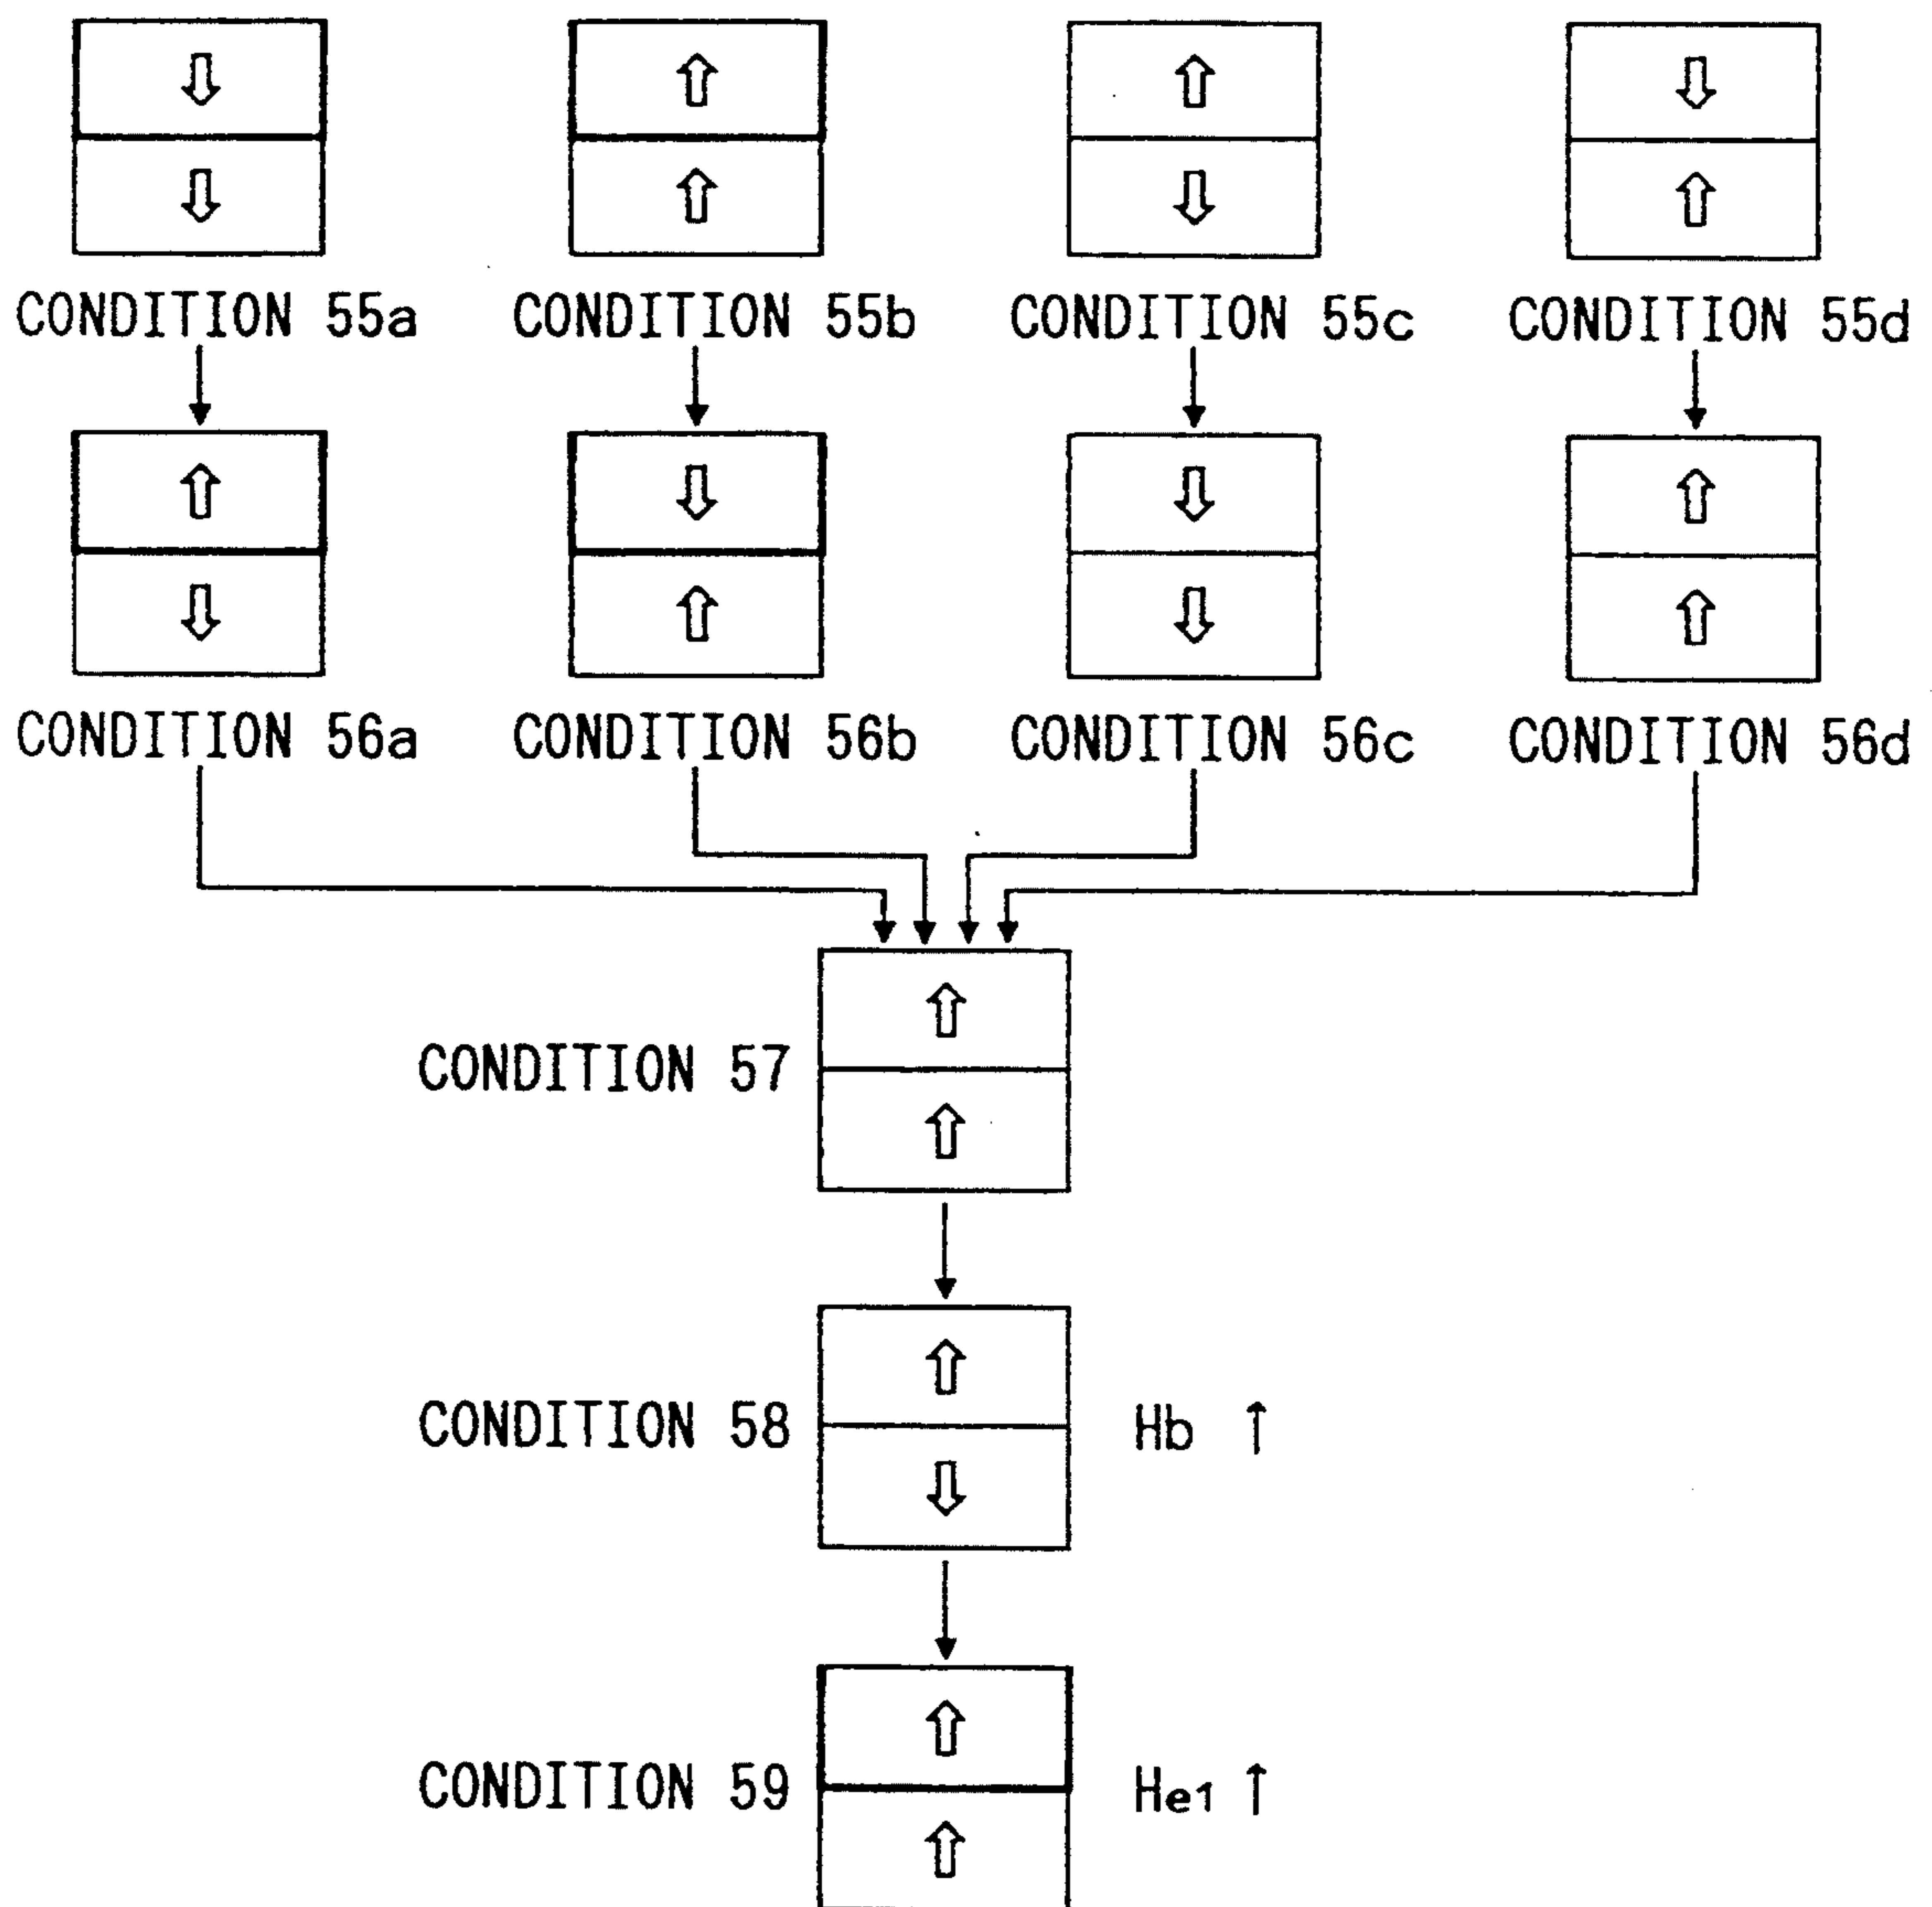 CONDITION 55a
CONDITION 55b
CONDITION 55c
CONDITION 55d
CONDITION 56a
CONDITION 56b
CONDITION 56c
CONDITION 56d
CONDITION 57
CONDITION 58
Hb ↑
CONDITION 59
He1 ↑